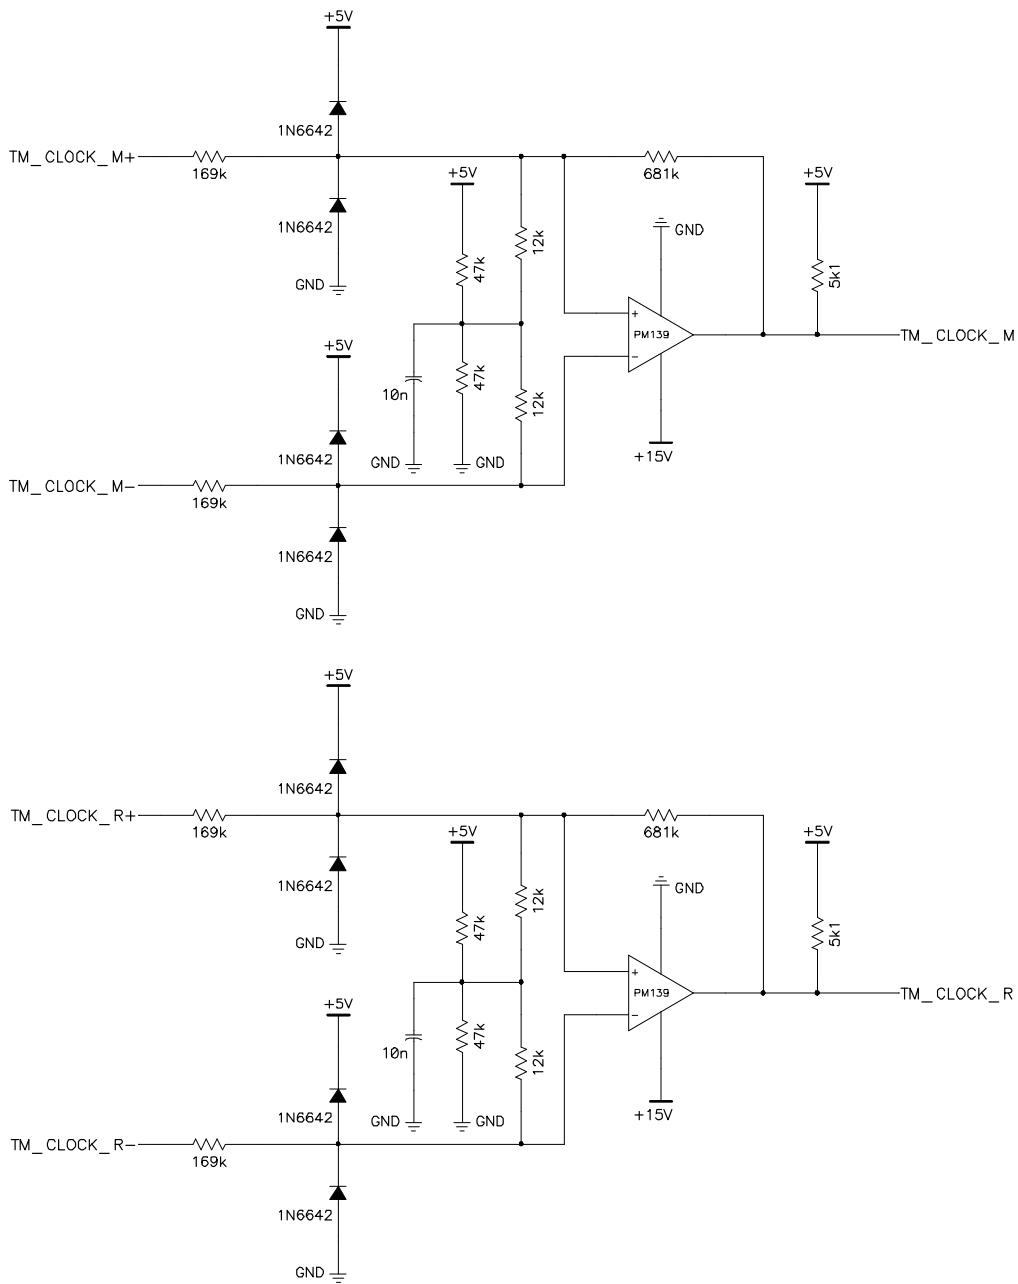 +5V
1N6642
TM_CLOCK_M+
169k
681k
+5V
+5V
1N6642
GND
12k
47k
5k1
GND
+
PM139
-
TM_CLOCK_M
+5V
47k
10n
12k
1N6642
GND
GND
+15V
TM_CLOCK_M-
169k
1N6642
GND
+5V
1N6642
TM_CLOCK_R+
169k
681k
+5V
+5V
1N6642
GND
12k
47k
5k1
GND
+
PM139
-
TM_CLOCK_R
+5V
47k
10n
12k
1N6642
GND
GND
+15V
TM_CLOCK_R-
169k
1N6642
GND